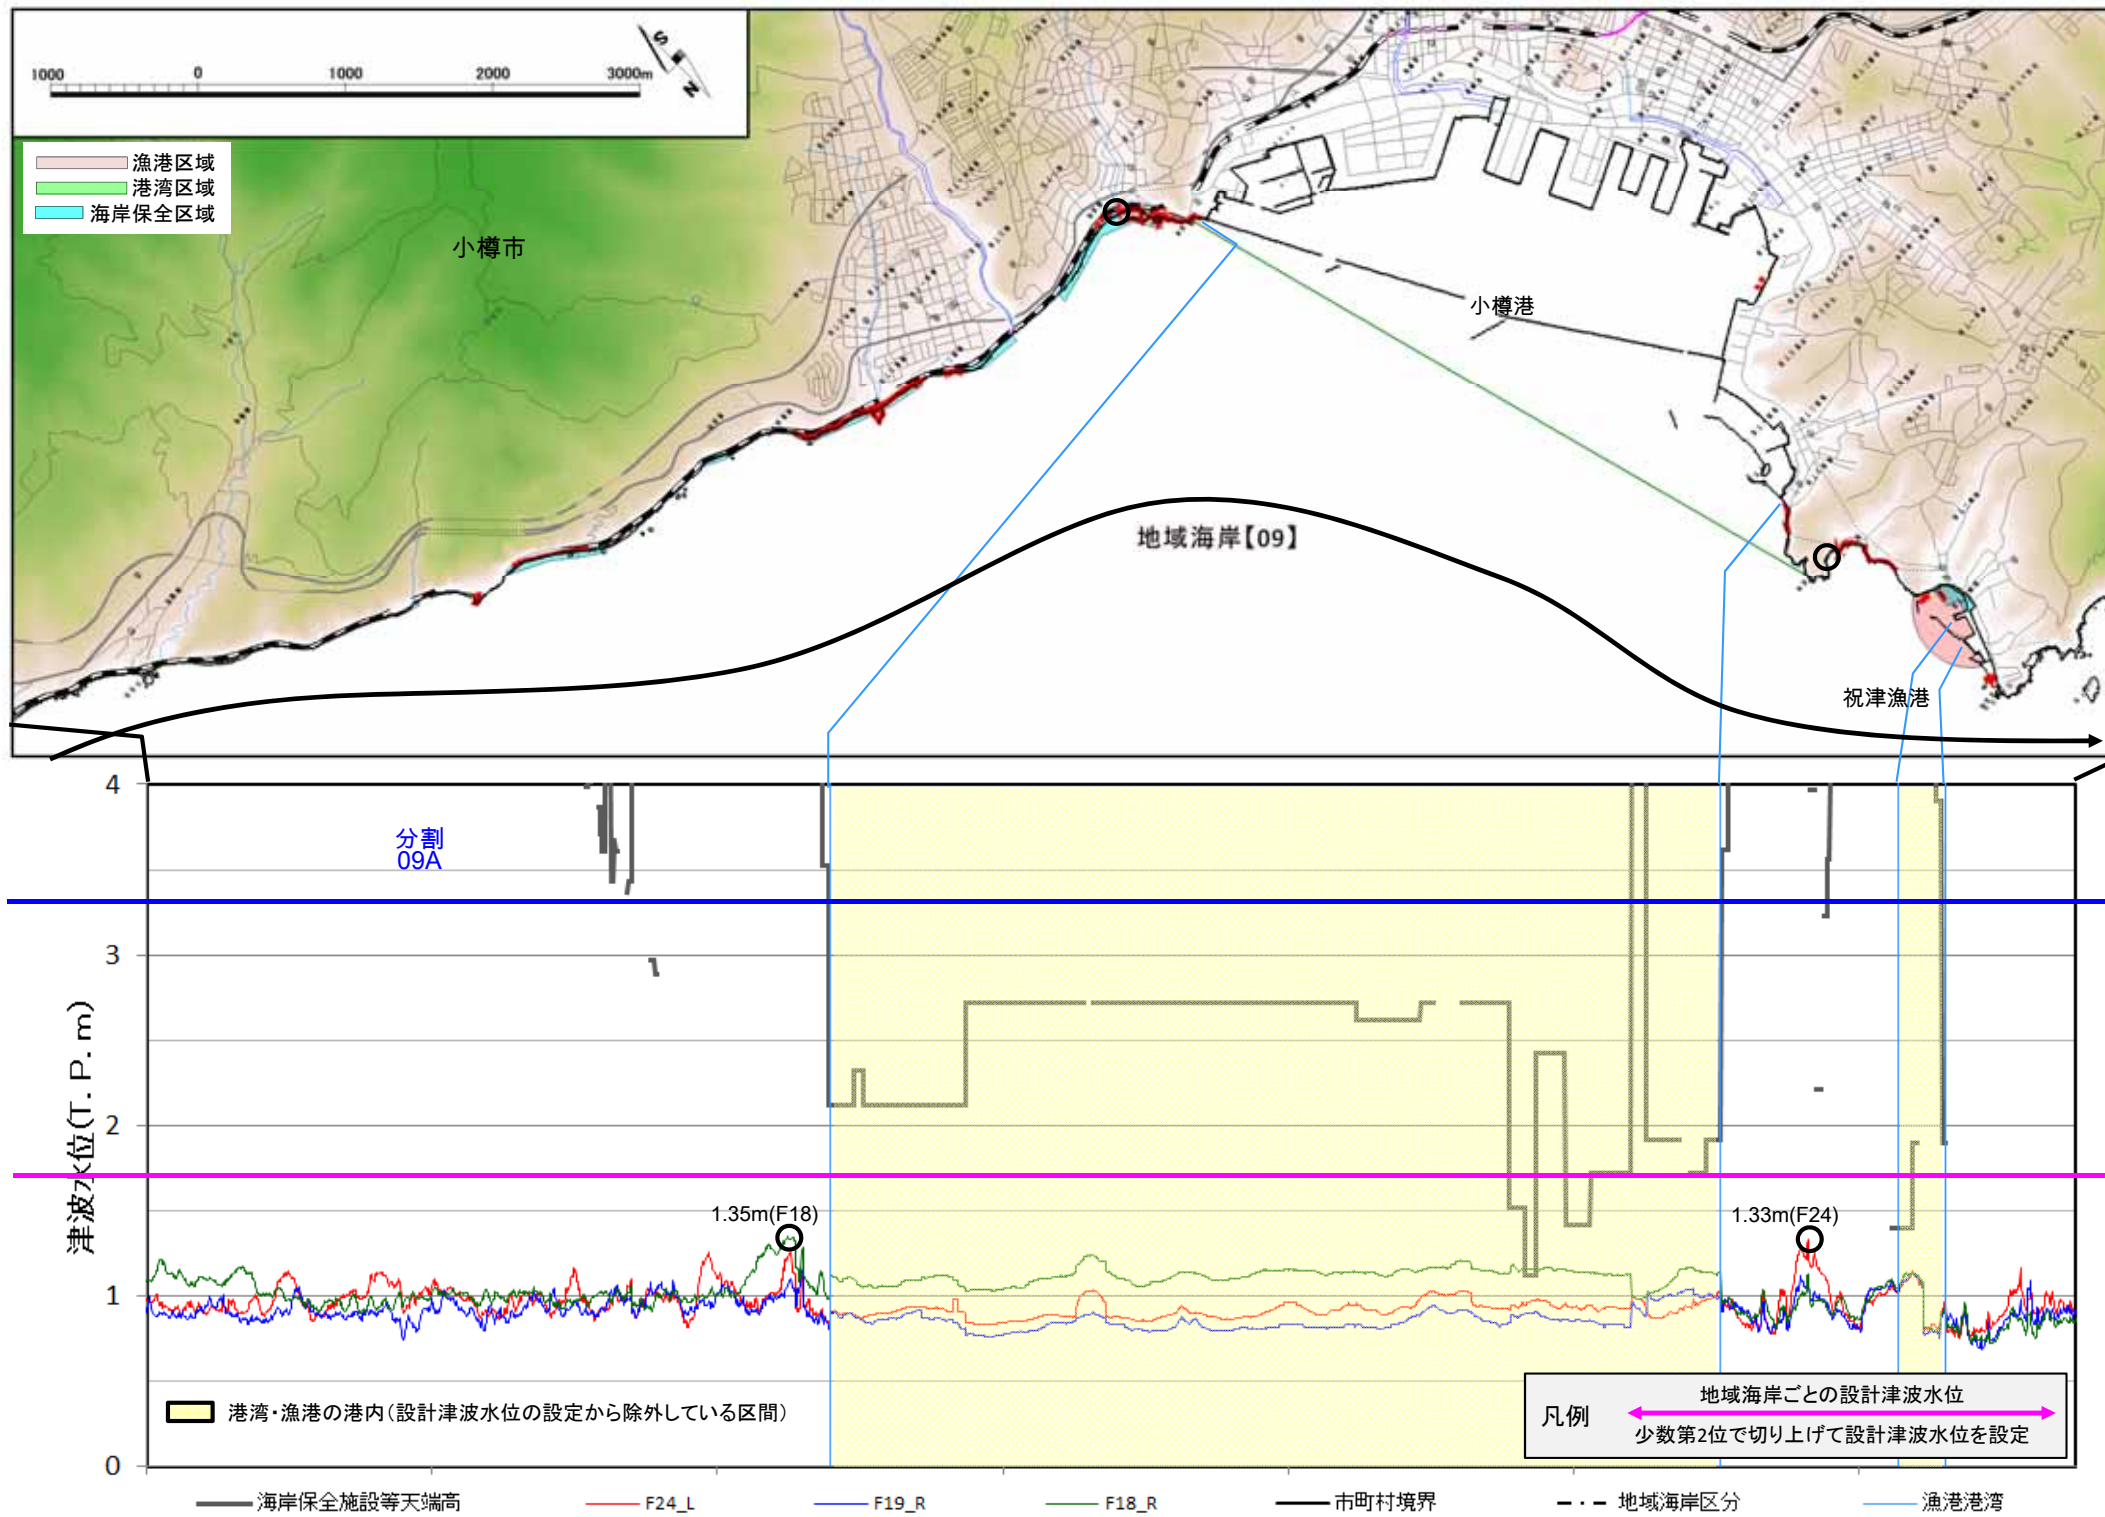 S
N
1000 0 1000 2000 3000m
漁港区域
港湾区域
海岸保全区域
小樽市
小樽港
地域海岸【09】
祝津漁港
分割
09A
4
3
2
1
0
津波水位(T. P. m)
1.35m(F18)
1.33m(F24)
港湾・漁港の港内(設計津波水位の設定から除外している区間)
凡例
地域海岸ごとの設計津波水位
少数第2位で切り上げて設計津波水位を設定
海岸保全施設等天端高 F24_L F19_R F18_R 市町村境界 地域海岸区分 漁港港湾